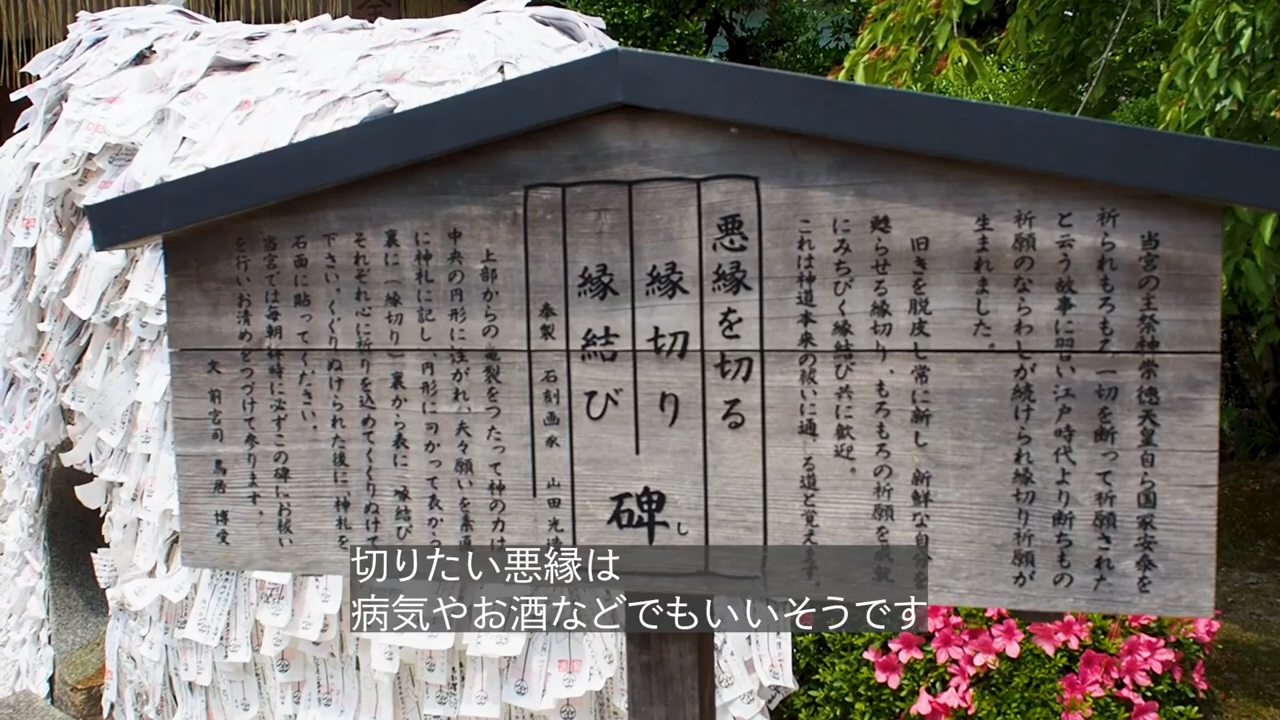 当宮の主祭神崇徳天皇自ら国家安泰を
祈られもろもろ一切を断って祈願された
と云う故事に習い江戸時代より断ちもの
祈願のならわしが続けられ縁切り祈願が
生まれました。
旧きを脱皮し常に新し 新鮮な自分を
甦らせる縁切り、もろもろの祈願を
にみちびく縁結び共に歓迎。
これは神道本来の祓いに通 る道と覚えます。
悪縁を切る
縁切り
縁結び
碑
し
奉製 石刻画家 山田光造
上部からの亀裂をつたって神の力は
中央の円形に注がれ、夫々願いを素直
に神札に記し 円形に向かって表から
裏に(縁切り)裏から表に 縁結び
それぞれ心に祈りを込めてくぐりぬけて
下さい。くぐりぬけられた後に、神札を
石面に貼ってください。
当宮では毎朝 拝時に必ずこの碑にお祓い
を行いお清めをつづけて参ります。
文 前宮司 鳥居 博愛
切りたい悪縁は
病気やお酒などでもいいそうです